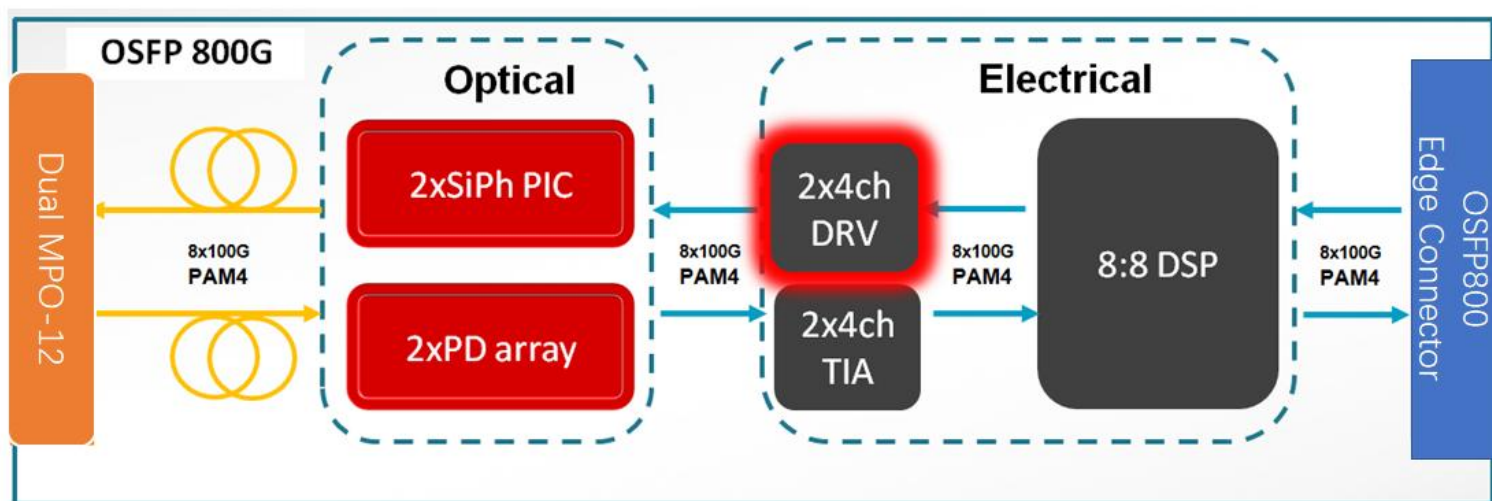 OSFP 800G
Optical
Electrical
Dual MPO-12
8x100G
PAM4
2xSiPh PIC
2xPD array
8x100G
PAM4
2x4ch
DRV
2x4ch
TIA
8x100G
PAM4
8:8 DSP
8x100G
PAM4
OSFP800
Edge Connector